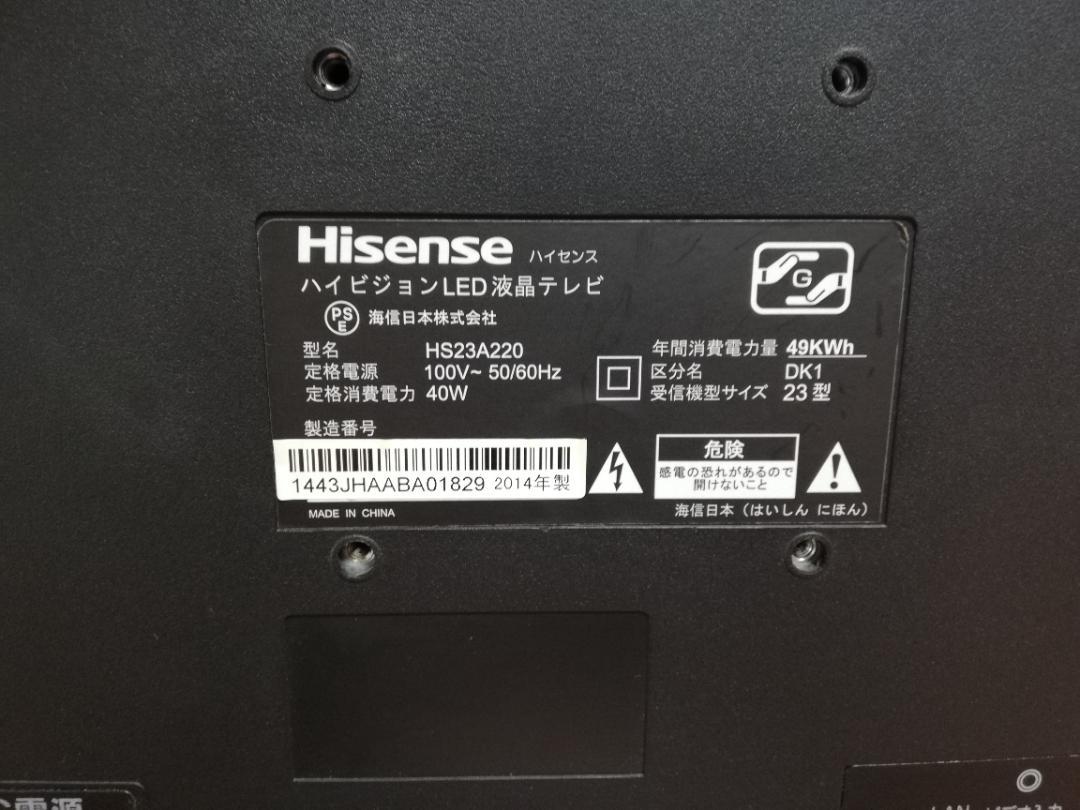 Hisense ハイセンス
ハイビジョンLED液晶テレビ
PSE 海信日本株式会社
型名 HS23A220
定格電源 100V~ 50/60Hz
定格消費電力 40W
年間消費電力量 49KWh
区分名 DK1
受信機型サイズ 23型
G
製造番号
1443JHAABA01829 2014年製
MADE IN CHINA
危険
感電の恐れがあるので
開けないこと
海信日本(はいしん にほん)
電源